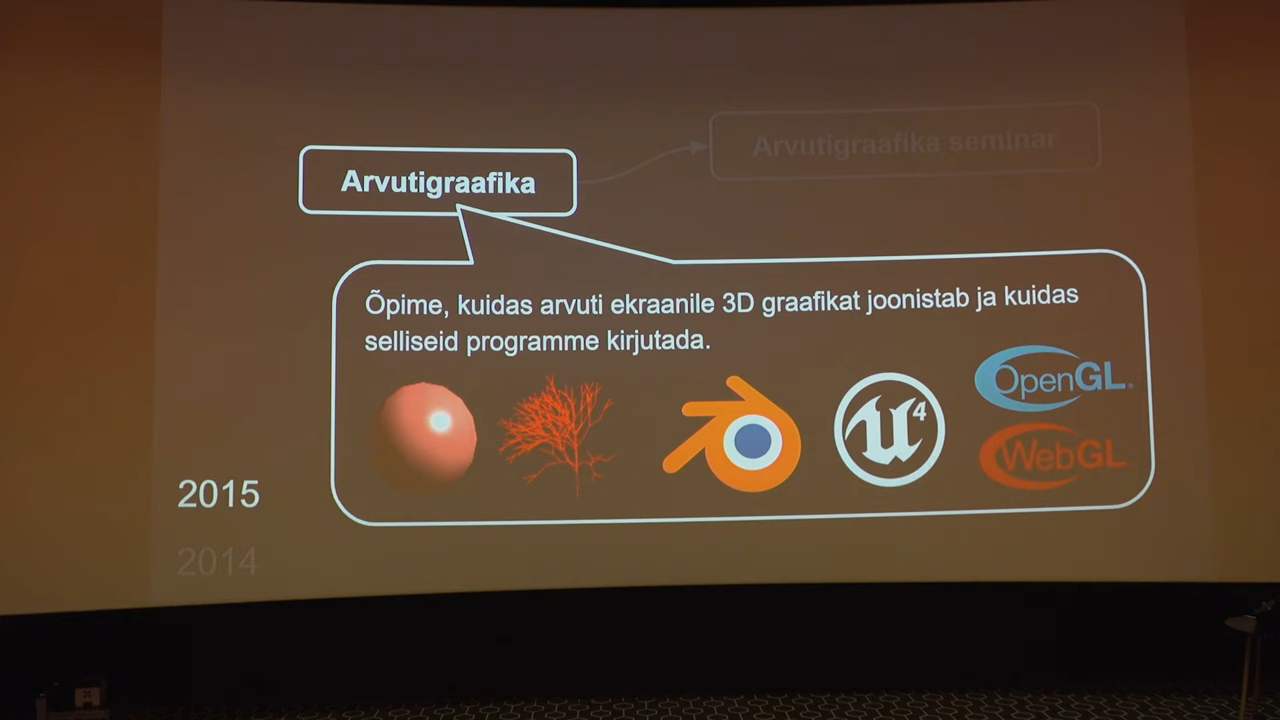 Arvutigraafika seminar
Arvutigraafika
Õpime, kuidas arvuti ekraanile 3D graafikat joonistab ja kuidas
selliseid programme kirjutada.
U4
OpenGL.
WebGL
2015
2014